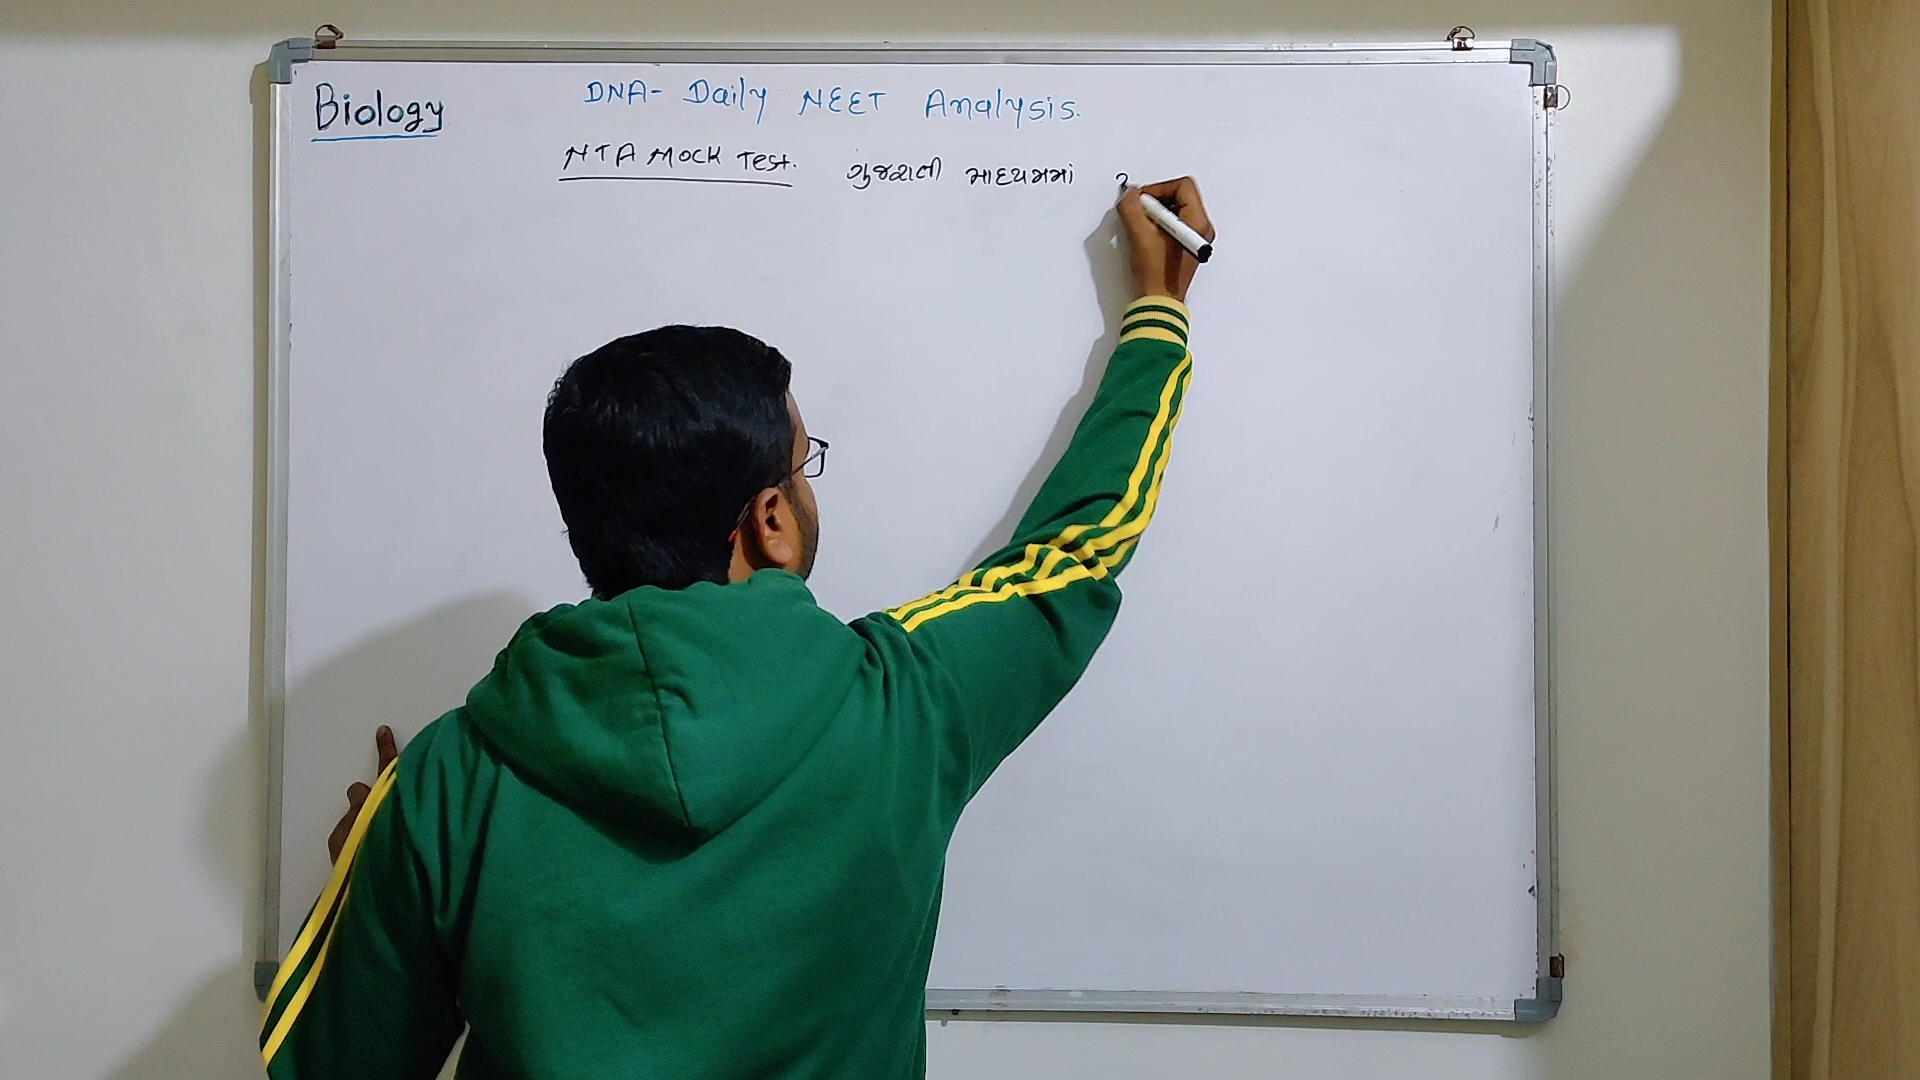 Biology
DNA- Daily NEET Analysis.
NTA Mock Test. ગુજરાતી માધ્યમમાં